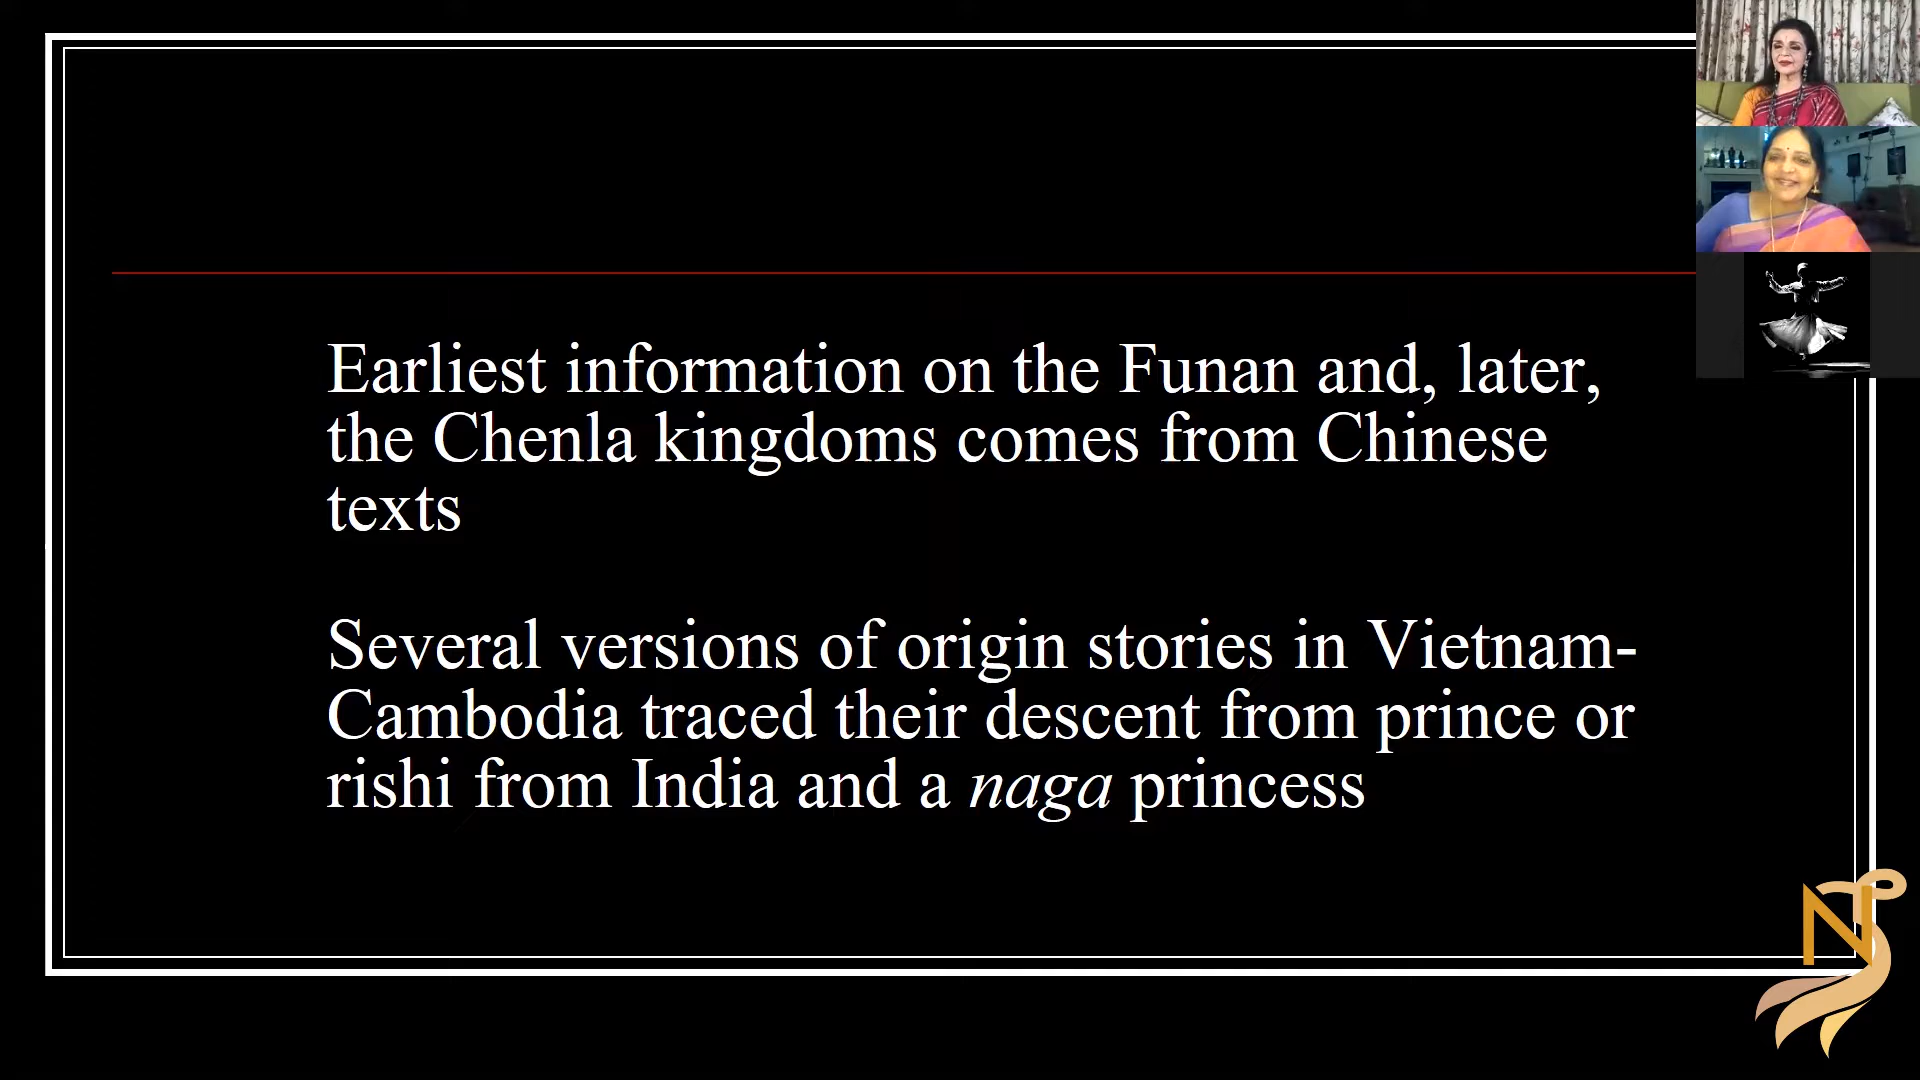 Earliest information on the Funan and, later,
the Chenla kingdoms comes from Chinese
texts
Several versions of origin stories in Vietnam-
Cambodia traced their descent from prince or
rishi from India and a naga princess
N